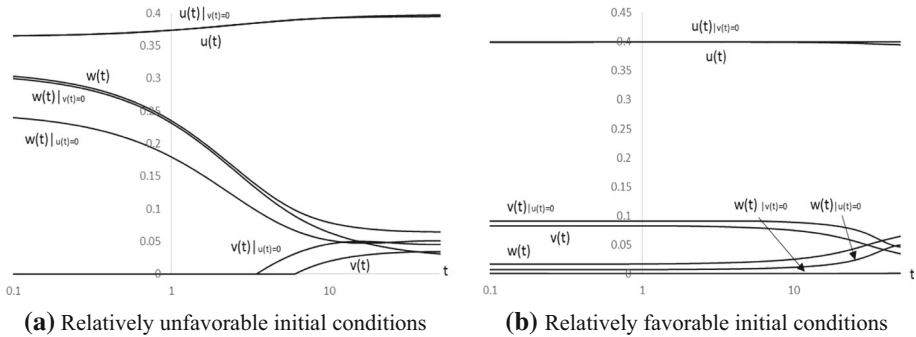 0.4
u(t)|v(t)=0
u(t)
0.35
0.3
w(t)
w(t)|v(t)=0
0.25
w(t)|u(t)=0
0.2
0.15
0.1
0.05
v(t)|u(t)=0
v(t)
0
t
0.1 1 10
(a) Relatively unfavorable initial conditions
0.45
u(t)|v(t)=0
0.4
u(t)
0.35
0.3
0.25
0.2
0.15
v(t)|u(t)=0
0.1
w(t)|v(t)=0
w(t)|u(t)=0
v(t)
0.05
w(t)
0
t
0.1 1 10
(b) Relatively favorable initial conditions